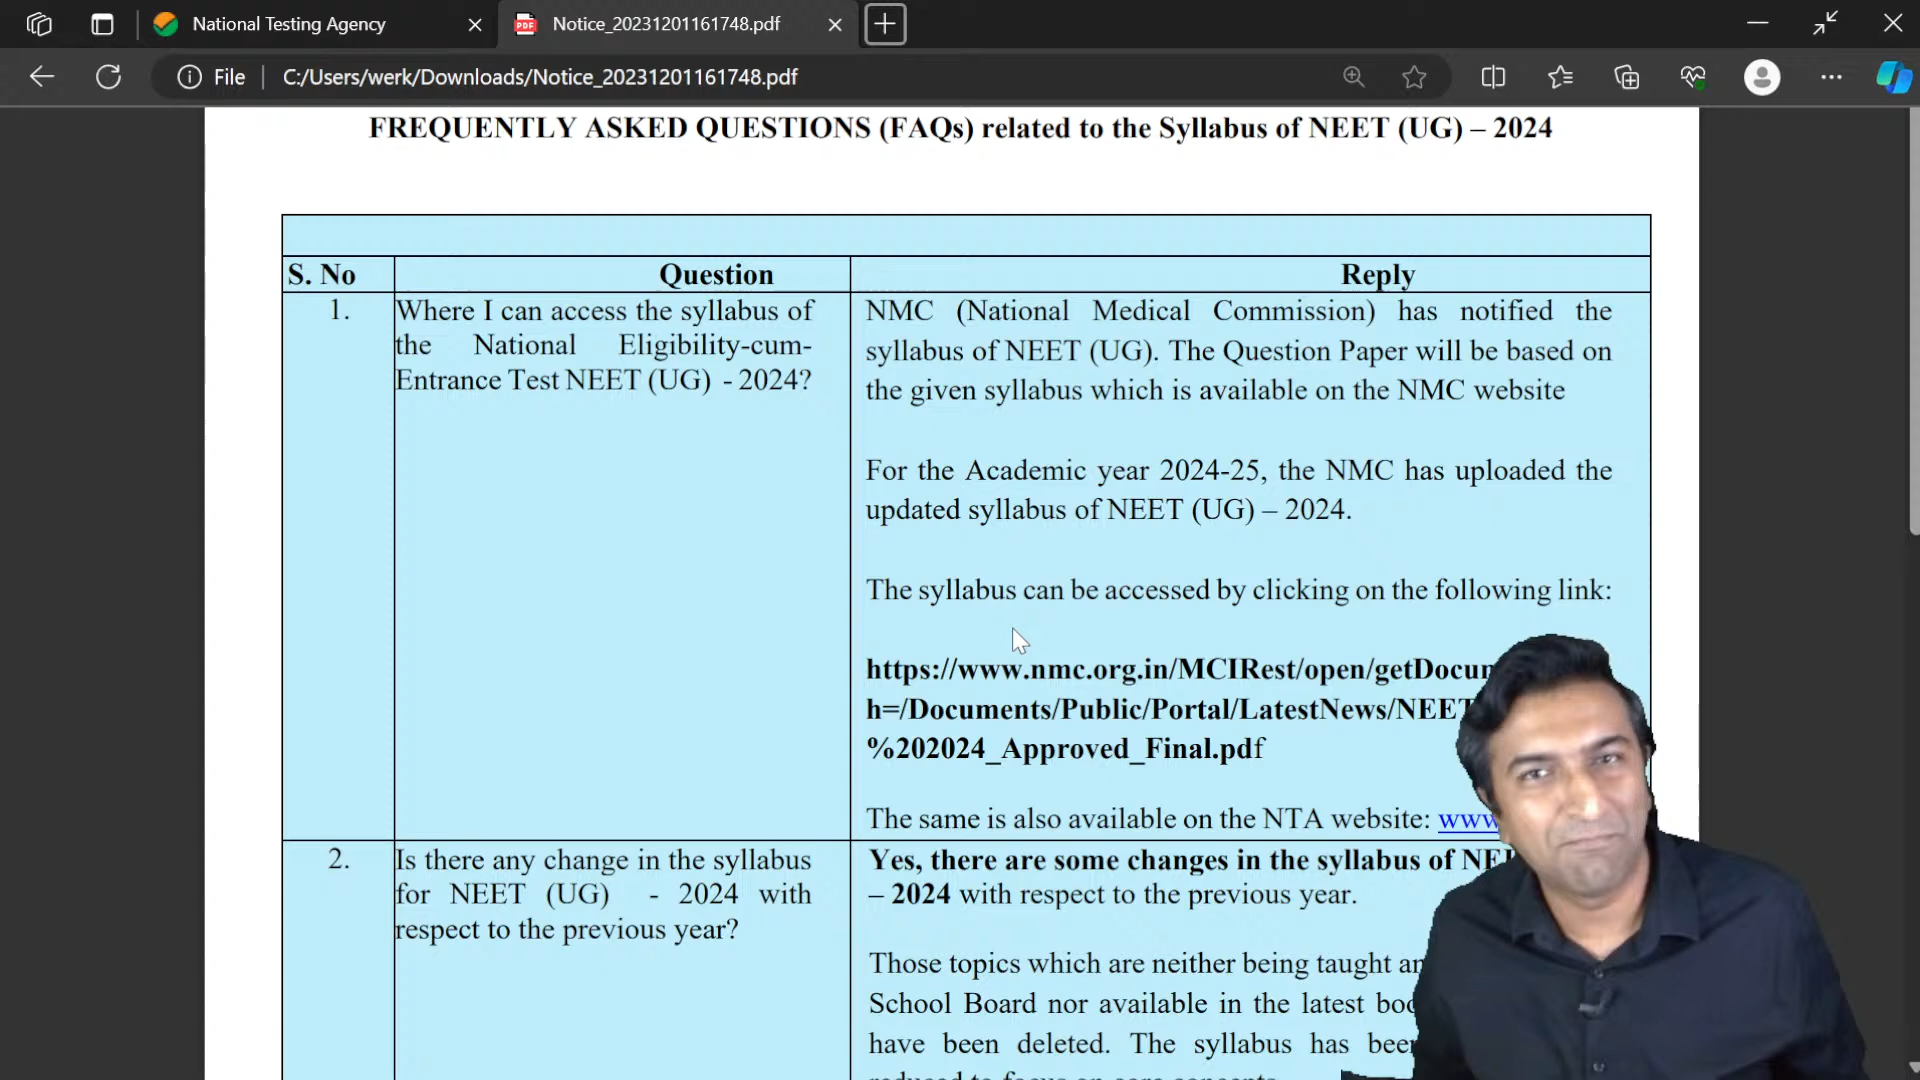 National Testing Agency
Notice_20231201161748.pdf
File
C:/Users/werk/Downloads/Notice_20231201161748.pdf
FREQUENTLY ASKED QUESTIONS (FAQs) related to the Syllabus of NEET (UG) – 2024
S. No
Question
Reply
1.
Where I can access the syllabus of
the National Eligibility-cum-
Entrance Test NEET (UG) - 2024?
NMC (National Medical Commission) has notified the
syllabus of NEET (UG). The Question Paper will be based on
the given syllabus which is available on the NMC website
For the Academic year 2024-25, the NMC has uploaded the
updated syllabus of NEET (UG) – 2024.
The syllabus can be accessed by clicking on the following link:
https://www.nmc.org.in/MCIRest/open/getDocum
h=/Documents/Public/Portal/LatestNews/NEET
%202024_Approved_Final.pdf
The same is also available on the NTA website: www
2.
Is there any change in the syllabus
for NEET (UG) - 2024 with
respect to the previous year?
Yes, there are some changes in the syllabus of
– 2024 with respect to the previous year.
Those topics which are neither being taught
School Board nor available in the latest
have been deleted. The syllabus has
reduced to focus on core concepts